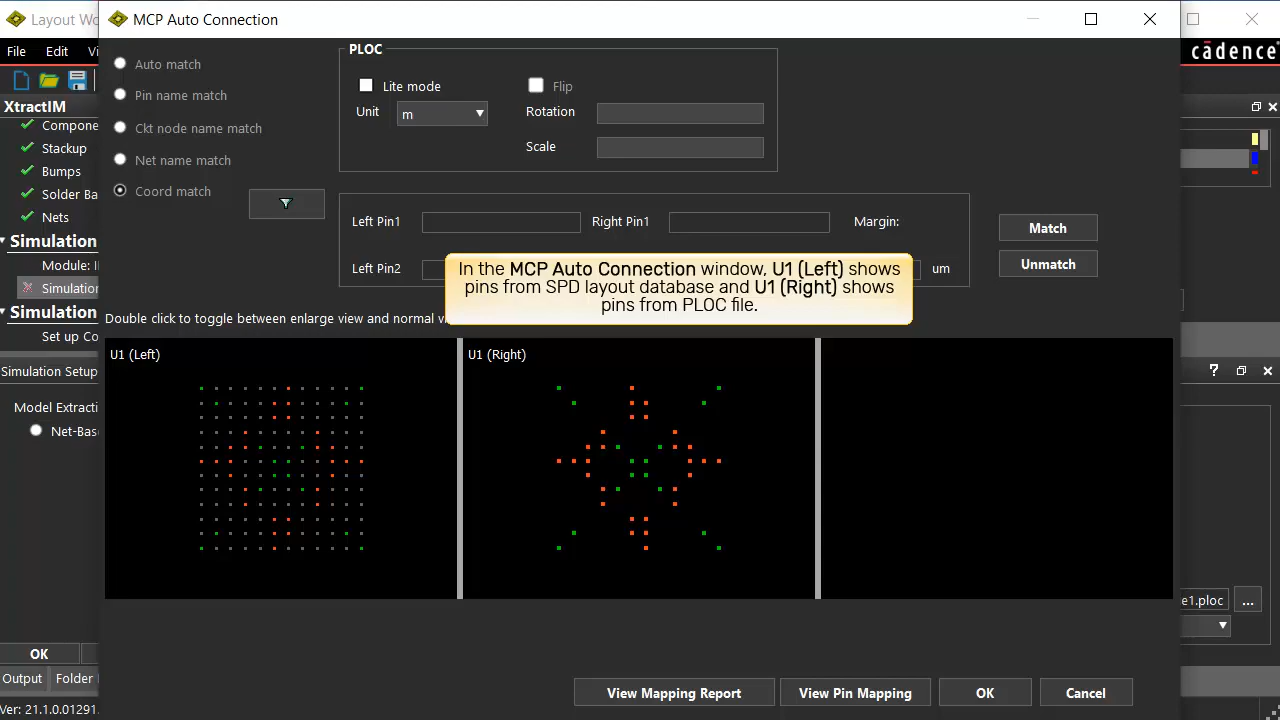 Layout Wo
MCP Auto Connection
File Edit Vi
cādence
XtractIM
Compone
Stackup
Bumps
Solder Ba
Nets
Simulation
Module: I
Simulation
Simulation
Set up Co
Simulation Setup
Model Extracti
Net-Base
OK
Output Folder
Ver: 21.1.0.01291.
Auto match
Pin name match
Ckt node name match
Net name match
Coord match
PLOC
Lite mode
Flip
Unit
m
Rotation
Scale
Left Pin1
Right Pin1
Margin:
Left Pin2
um
Match
Unmatch
In the MCP Auto Connection window, U1 (Left) shows
pins from SPD layout database and U1 (Right) shows
pins from PLOC file.
Double click to toggle between enlarge view and normal v
U1 (Left)
U1 (Right)
?
e1.ploc
...
View Mapping Report
View Pin Mapping
OK
Cancel